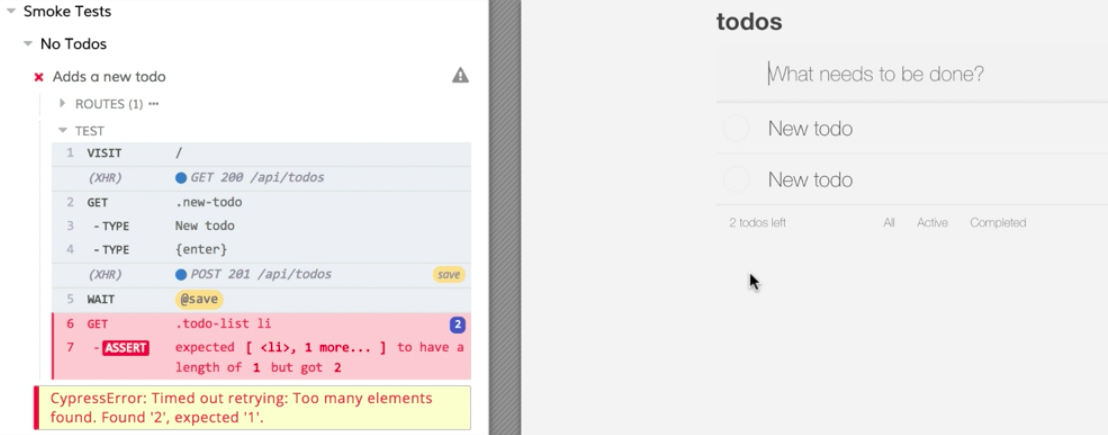 Smoke Tests
No Todos
Adds a new todo
ROUTES (1) •••
TEST
1 VISIT /
(XHR) GET 200 /api/todos
2 GET .new-todo
3 - TYPE New todo
4 - TYPE {enter}
(XHR) POST 201 /api/todos save
5 WAIT @save
6 GET .todo-list li 2
7 - ASSERT expected [ <li>, 1 more... ] to have a
length of 1 but got 2
CypressError: Timed out retrying: Too many elements
found. Found '2', expected '1'.
todos
What needs to be done?
New todo
New todo
2 todos left All Active Completed